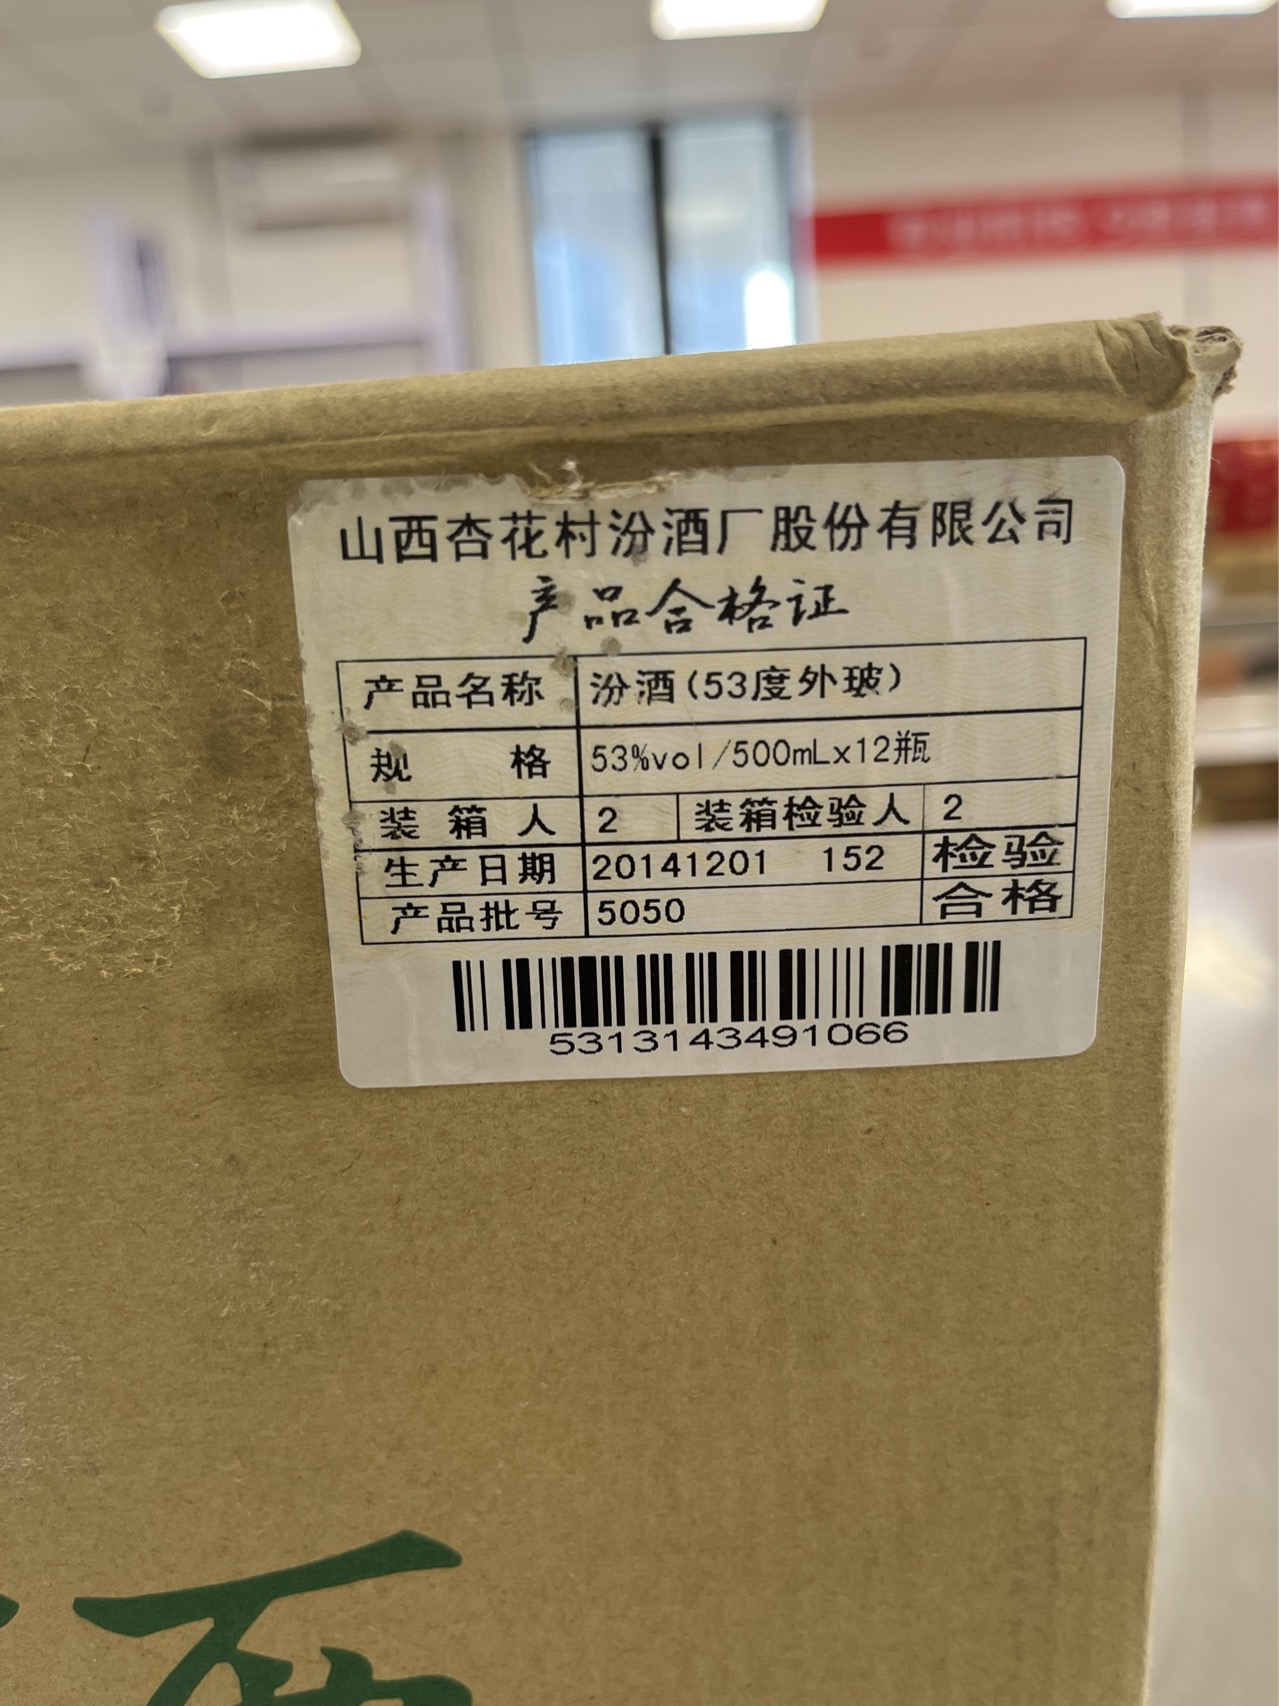 山西杏花村汾酒厂股份有限公司
产品合格证
产品名称 汾酒(53度外玻)
规 格 53%vol/500mLx12瓶
装 箱 人 2 装箱检验人 2
生产日期 20141201 152 检验
产品批号 5050 合格
5313143491066